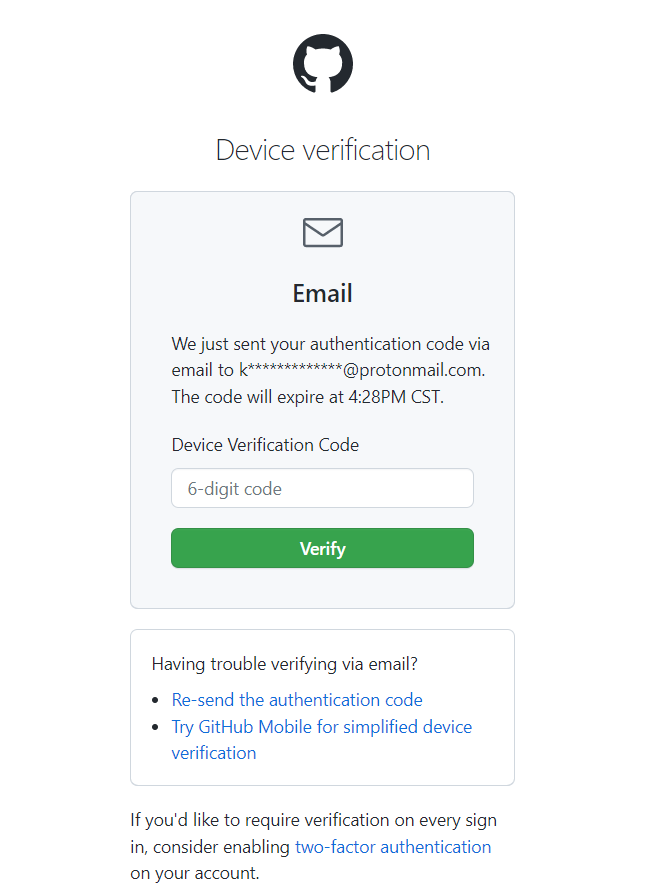 Device verification
Email
We just sent your authentication code via
email to k*************@protonmail.com.
The code will expire at 4:28PM CST.
Device Verification Code
6-digit code
Verify
Having trouble verifying via email?
• Re-send the authentication code
• Try GitHub Mobile for simplified device
verification
If you'd like to require verification on every sign
in, consider enabling two-factor authentication
on your account.